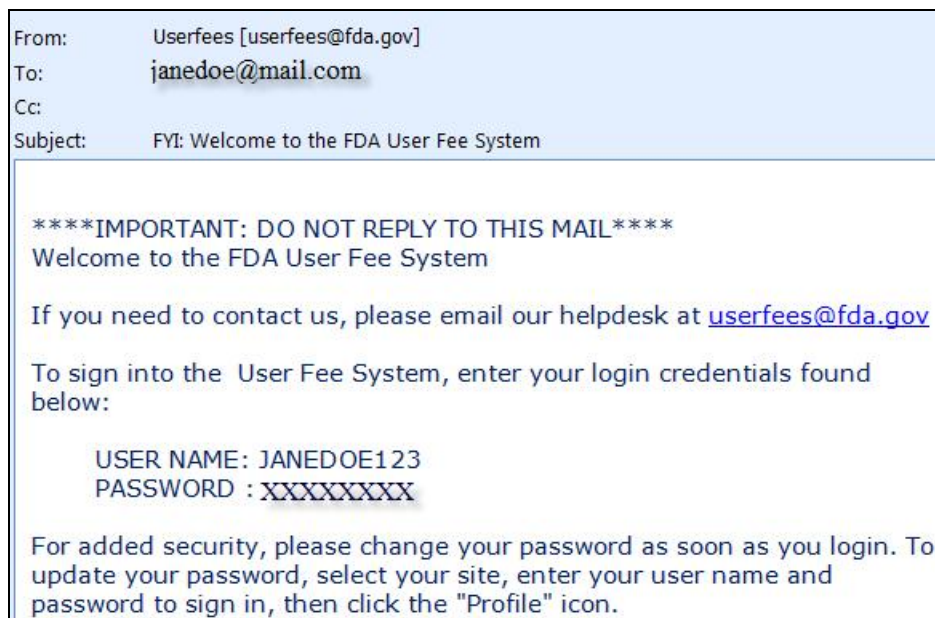 From: Userfees [userfees@fda.gov]
To: janedoe@mail.com
Cc:
Subject: FYI: Welcome to the FDA User Fee System
****IMPORTANT: DO NOT REPLY TO THIS MAIL****
Welcome to the FDA User Fee System
If you need to contact us, please email our helpdesk at userfees@fda.gov
To sign into the User Fee System, enter your login credentials found
below:
USER NAME: JANEDOE123
PASSWORD : XXXXXXXX
For added security, please change your password as soon as you login. To
update your password, select your site, enter your user name and
password to sign in, then click the "Profile" icon.